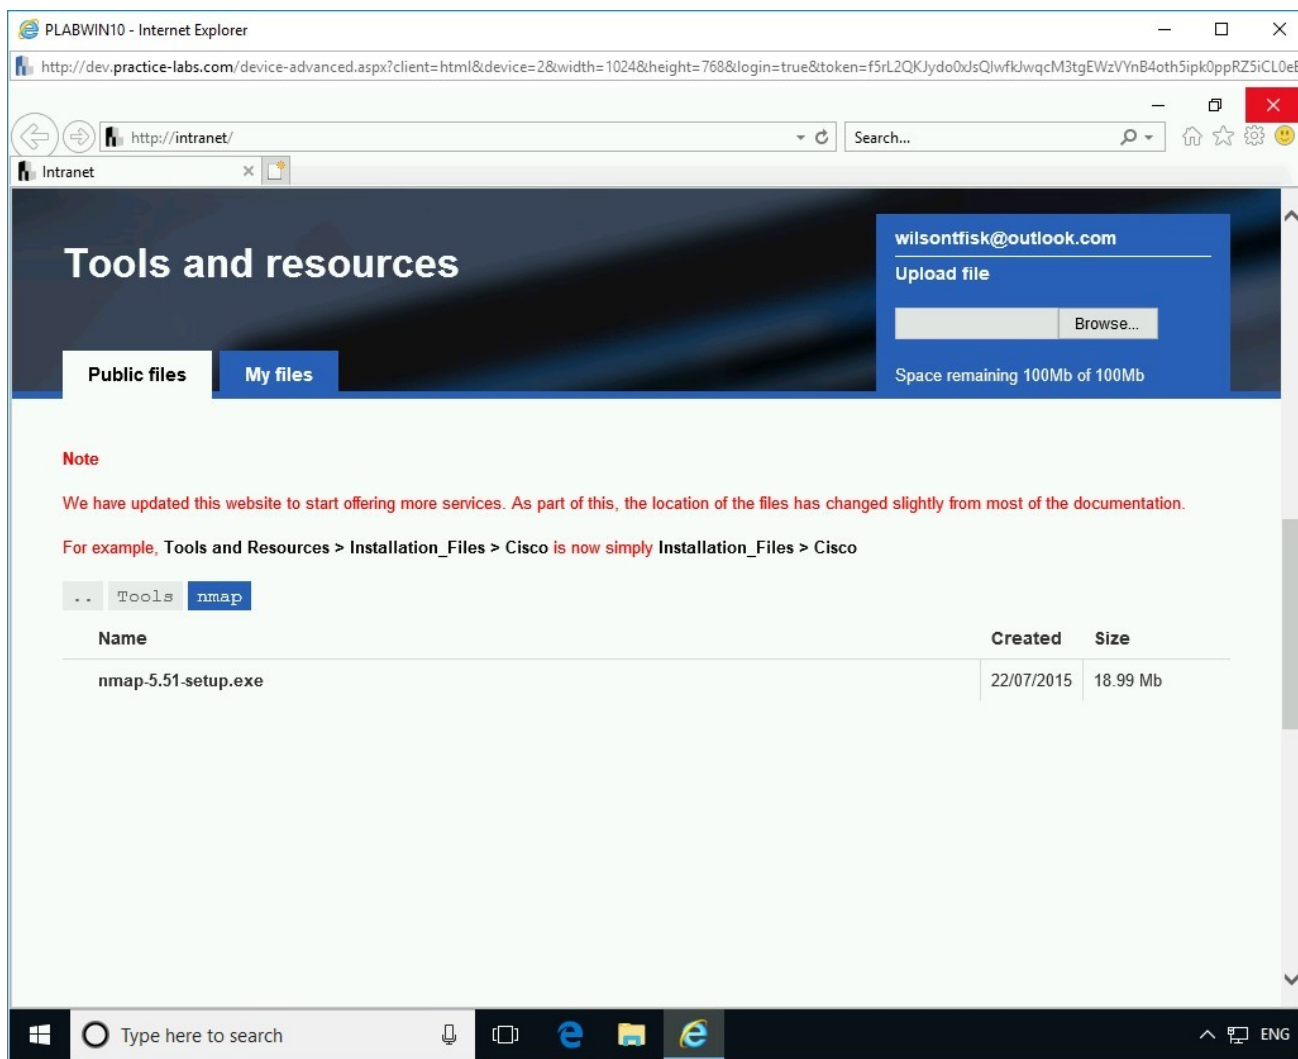 PLABWIN10 - Internet Explorer
http://dev.practice-labs.com/device-advanced.aspx?client=html&device=2&width=1024&height=768&login=true&token=f5rL2QKJydo0xJsQIwfkJwqcM3tgEWzVYnB4oth5ipk0ppRZ5iCL0eE
http://intranet/
Search...
Intranet
wilsontfisk@outlook.com
Tools and resources
Upload file
Browse...
Public files
My files
Space remaining 100Mb of 100Mb
Note
We have updated this website to start offering more services. As part of this, the location of the files has changed slightly from most of the documentation.
For example, Tools and Resources > Installation_Files > Cisco is now simply Installation_Files > Cisco
.. Tools nmap
Name Created Size
nmap-5.51-setup.exe 22/07/2015 18.99 Mb
Type here to search
ENG